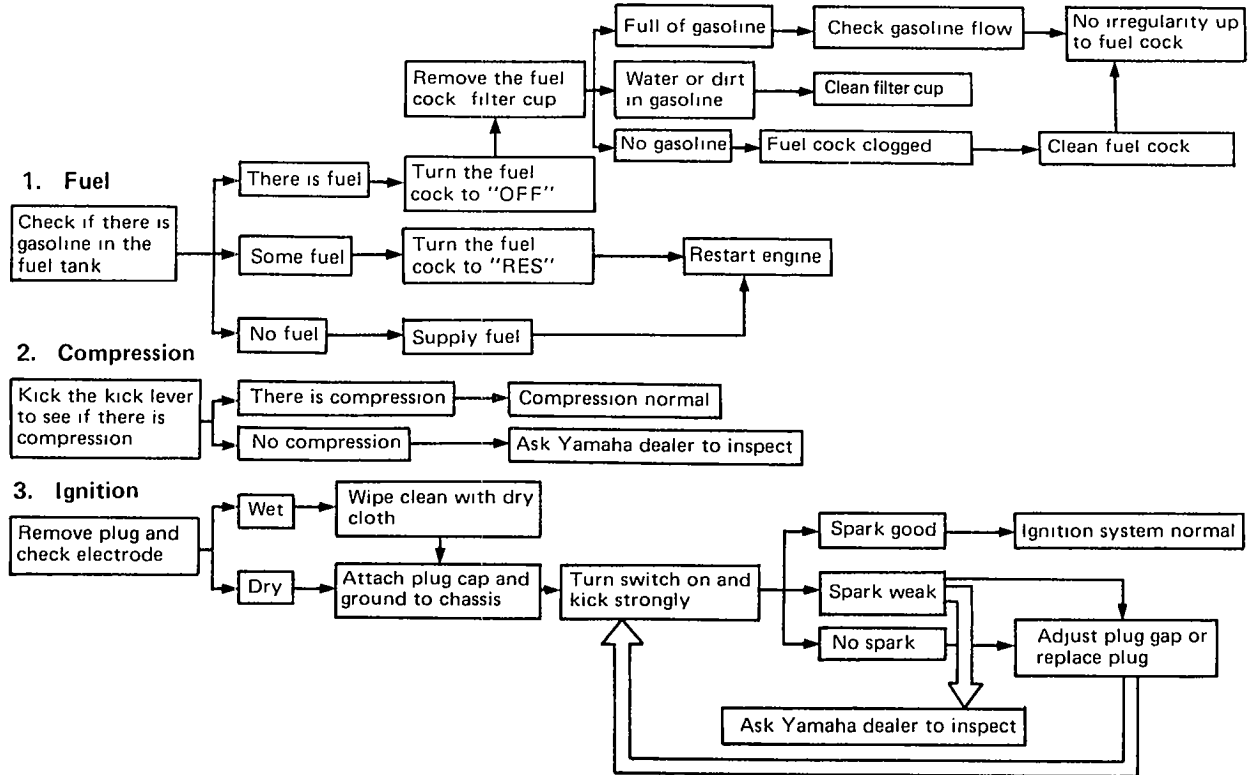 1. Fuel
Check if there is
gasoline in the
fuel tank
There is fuel
Turn the fuel
cock to "OFF"
Remove the fuel
cock filter cup
Full of gasoline
Check gasoline flow
No irregularity up
to fuel cock
Water or dirt
in gasoline
Clean filter cup
No gasoline
Fuel cock clogged
Clean fuel cock
Some fuel
Turn the fuel
cock to "RES"
Restart engine
No fuel
Supply fuel
2. Compression
Kick the kick lever
to see if there is
compression
There is compression
Compression normal
No compression
Ask Yamaha dealer to inspect
3. Ignition
Remove plug and
check electrode
Wet
Wipe clean with dry
cloth
Dry
Attach plug cap and
ground to chassis
Turn switch on and
kick strongly
Spark good
Ignition system normal
Spark weak
No spark
Adjust plug gap or
replace plug
Ask Yamaha dealer to inspect